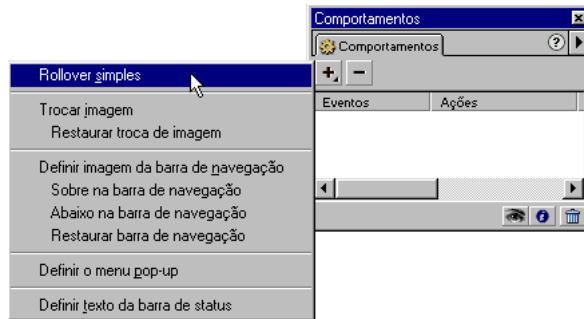 Comportamentos
Comportamentos
?
+ −
Eventos Ações
Rollover simples
Trocar imagem
Restaurar troca de imagem
Definir imagem da barra de navegação
Sobre na barra de navegação
Abaixo na barra de navegação
Restaurar barra de navegação
Definir o menu pop-up
Definir texto da barra de status